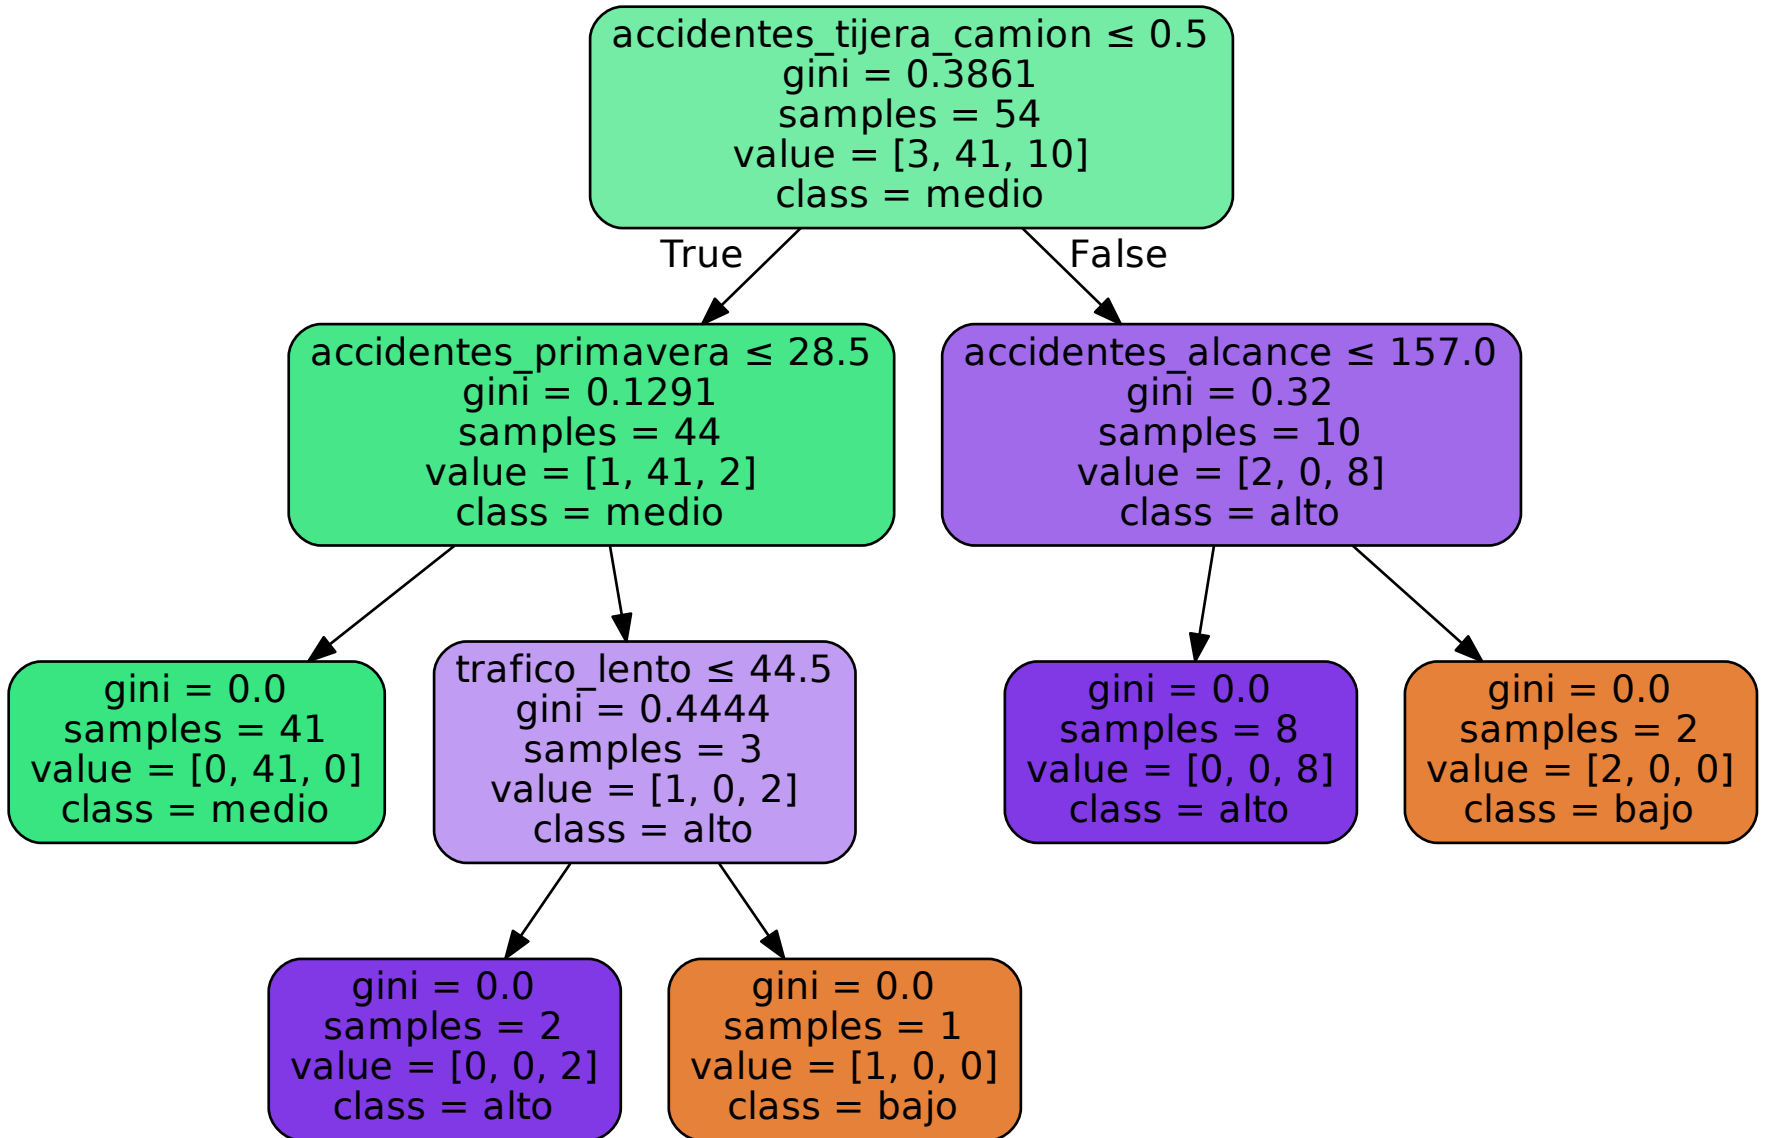 accidentes_tijera_camion ≤ 0.5
gini = 0.3861
samples = 54
value = [3, 41, 10]
class = medio
True
False
accidentes_primavera ≤ 28.5
gini = 0.1291
samples = 44
value = [1, 41, 2]
class = medio
accidentes_alcance ≤ 157.0
gini = 0.32
samples = 10
value = [2, 0, 8]
class = alto
gini = 0.0
samples = 41
value = [0, 41, 0]
class = medio
trafico_lento ≤ 44.5
gini = 0.4444
samples = 3
value = [1, 0, 2]
class = alto
gini = 0.0
samples = 8
value = [0, 0, 8]
class = alto
gini = 0.0
samples = 2
value = [2, 0, 0]
class = bajo
gini = 0.0
samples = 2
value = [0, 0, 2]
class = alto
gini = 0.0
samples = 1
value = [1, 0, 0]
class = bajo